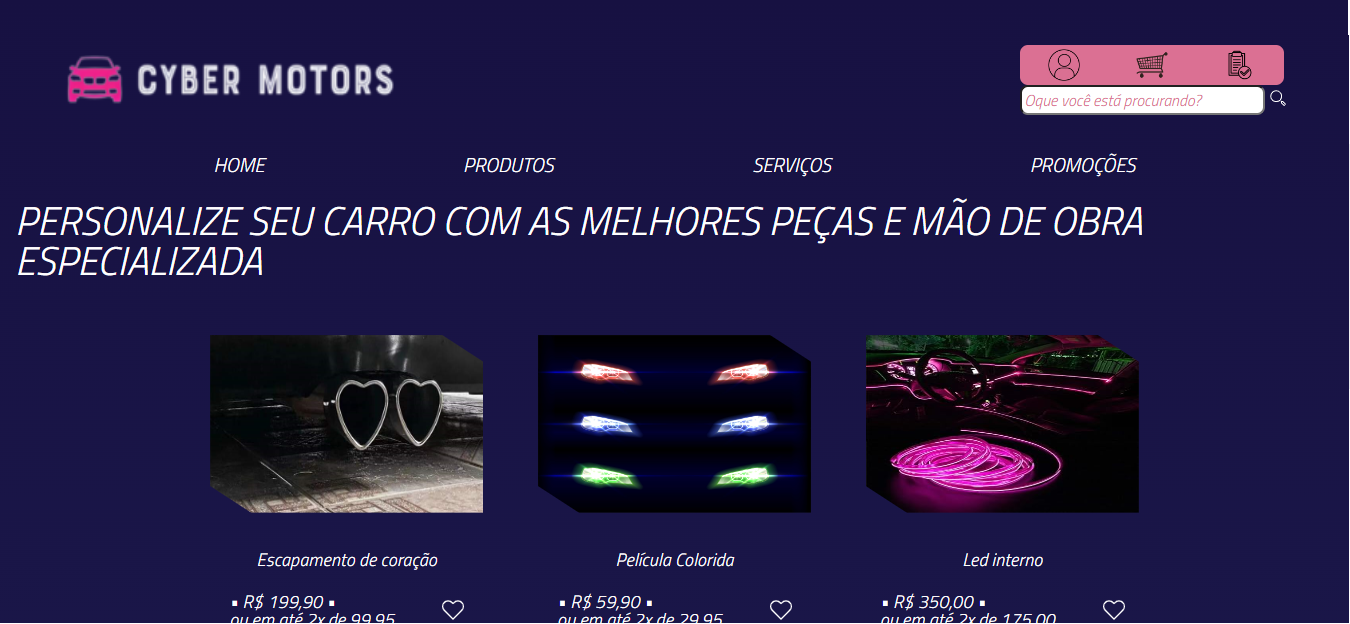 CYBER MOTORS
Oque você está procurando?
HOME PRODUTOS SERVIÇOS PROMOÇÕES
PERSONALIZE SEU CARRO COM AS MELHORES PEÇAS E MÃO DE OBRA
ESPECIALIZADA
Escapamento de coração Película Colorida Led interno
▪ R$ 199,90 ▪ ▪ R$ 59,90 ▪ ▪ R$ 350,00 ▪
ou em até 2x de 99,95 ou em até 2x de 29,95 ou em até 2x de 175,00